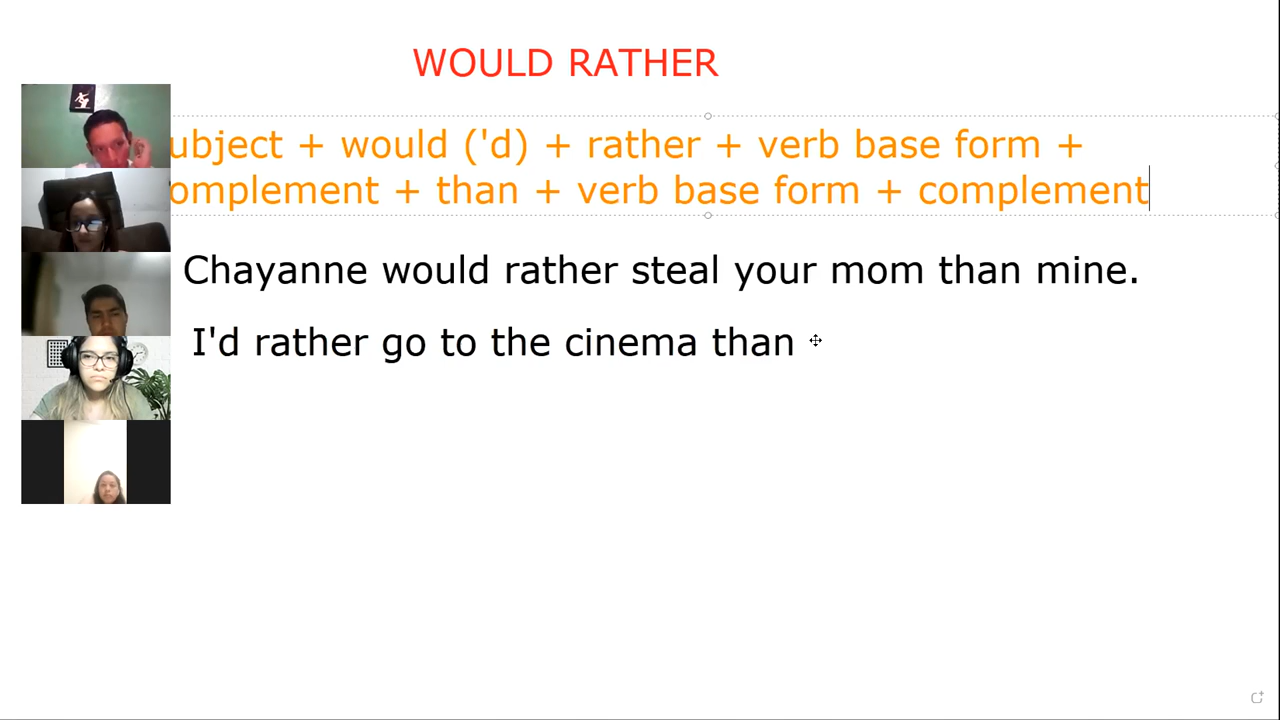 WOULD RATHER
ubject + would ('d) + rather + verb base form +
omplement + than + verb base form + complement
Chayanne would rather steal your mom than mine.
I'd rather go to the cinema than